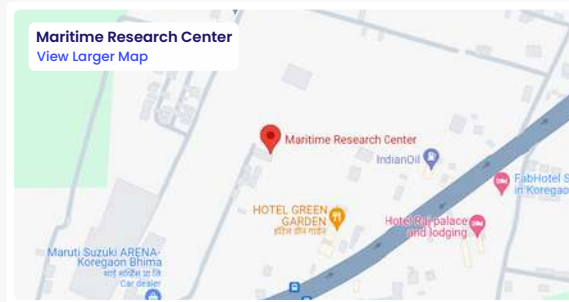 Maritime Research Center
View Larger Map
Maritime Research Center
IndianOil
FabHotel S
in Koregao
HOTEL GREEN
GARDEN
हॉटेल ग्रीन गार्डन
Hotel Raj palace
and lodging
Maruti Suzuki ARENA-
Koregaon Bhima
Car dealer